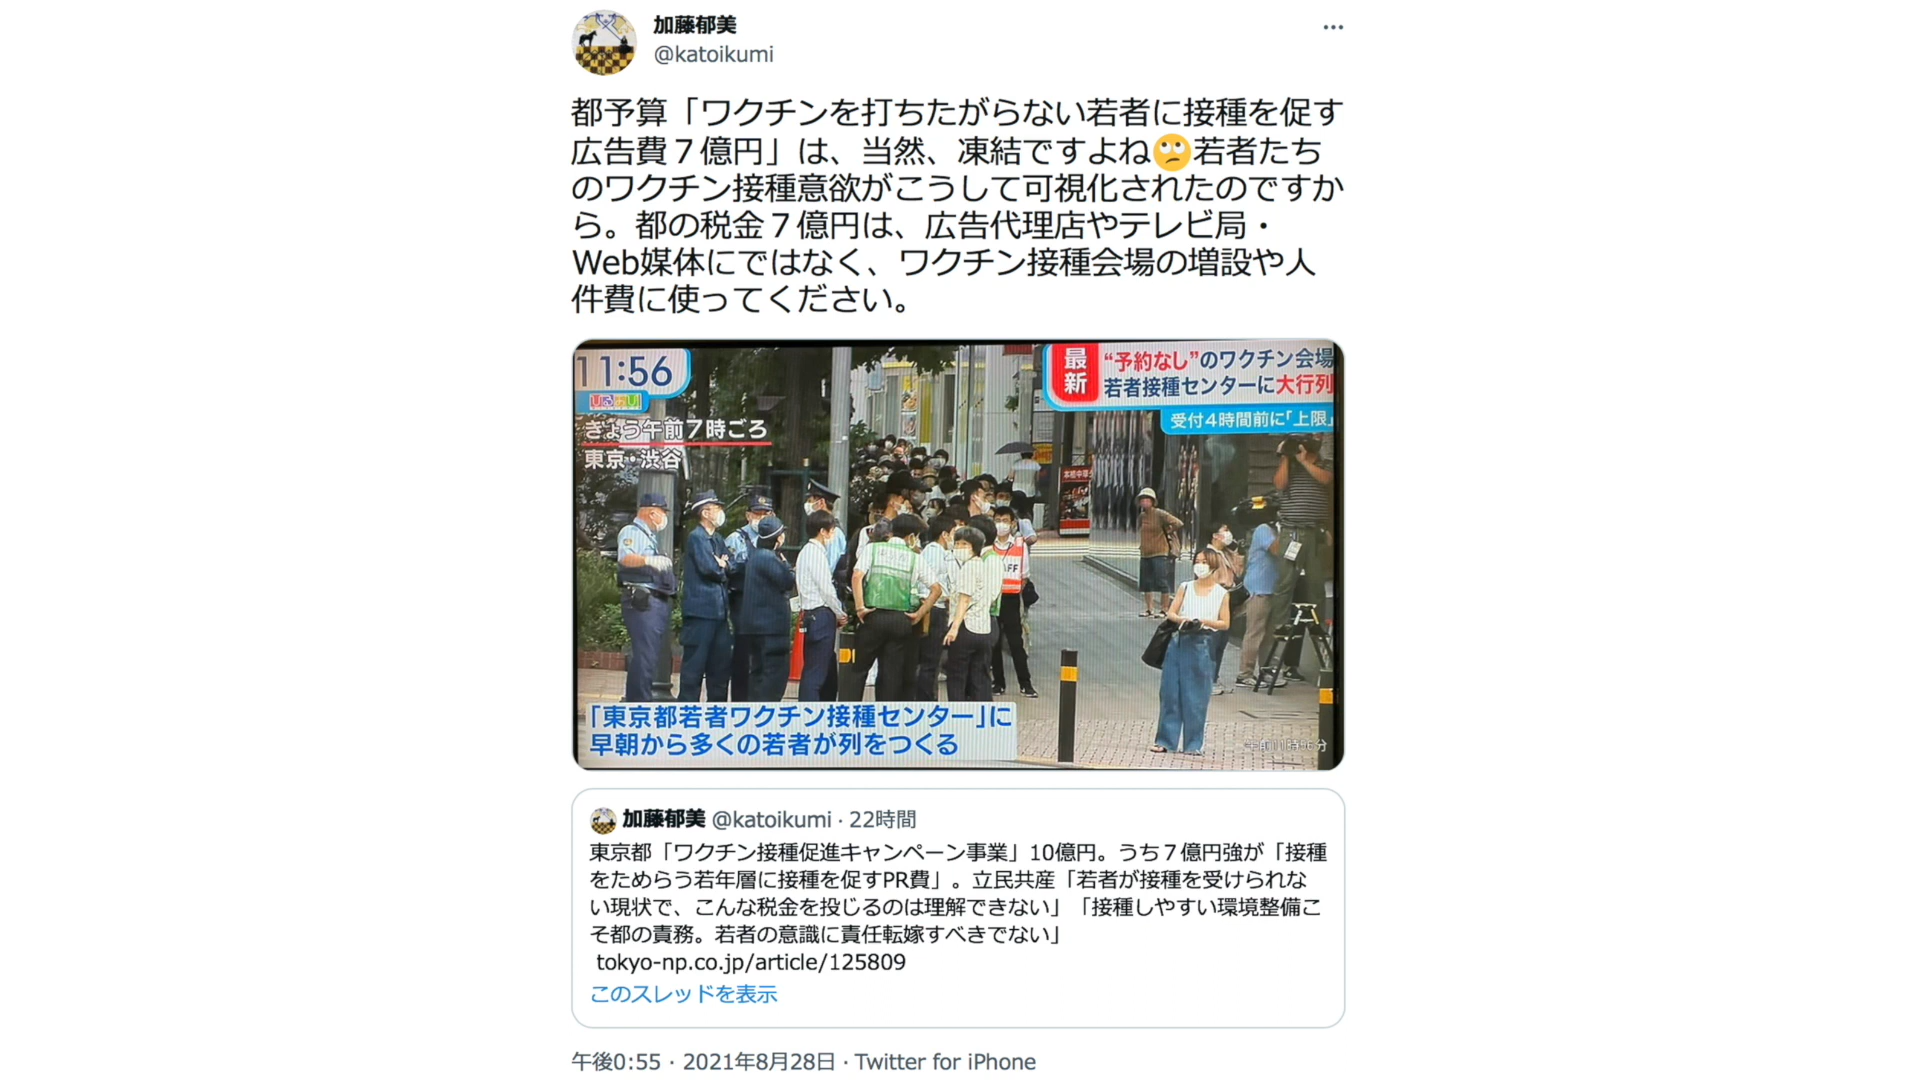 加藤郁美
@katoikumi
都予算「ワクチンを打ちたがらない若者に接種を促す
広告費７億円」は、当然、凍結ですよね🙄若者たち
のワクチン接種意欲がこうして可視化されたのですか
ら。都の税金７億円は、広告代理店やテレビ局・
Web媒体にではなく、ワクチン接種会場の増設や人
件費に使ってください。
11:56
ひるおび!
きょう午前7時ごろ
東京・渋谷
最新
“予約なし”のワクチン会場
若者接種センターに大行列
受付4時間前に「上限」
「東京都若者ワクチン接種センター」に
早朝から多くの若者が列をつくる
加藤郁美 @katoikumi · 22時間
東京都「ワクチン接種促進キャンペーン事業」10億円。うち７億円強が「接種
をためらう若年層に接種を促すPR費」。立民共産「若者が接種を受けられな
い現状で、こんな税金を投じるのは理解できない」「接種しやすい環境整備こ
そ都の責務。若者の意識に責任転嫁すべきでない」
tokyo-np.co.jp/article/125809
このスレッドを表示
午後0:55 · 2021年8月28日 · Twitter for iPhone